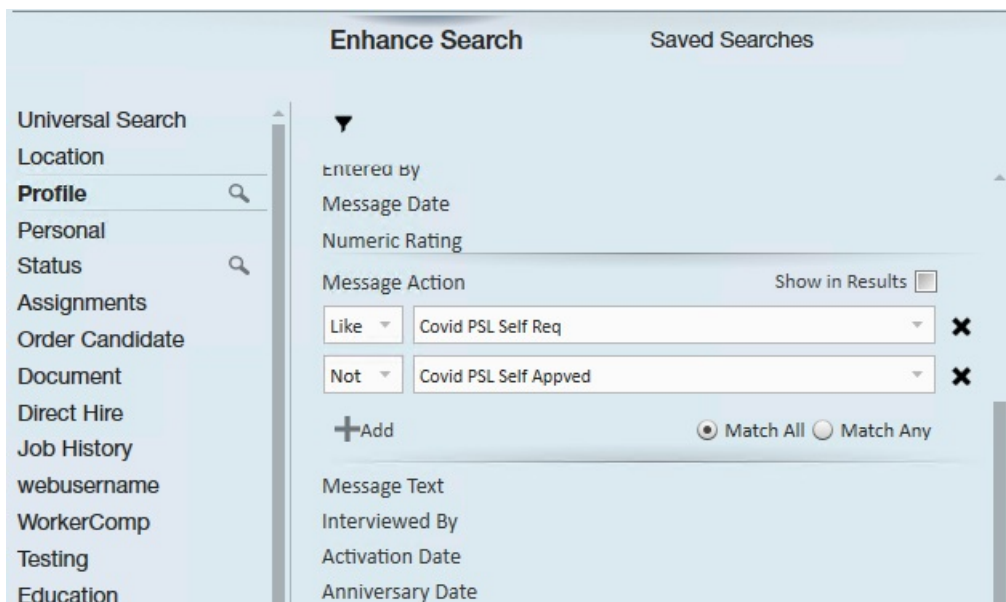 Enhance Search
Saved Searches
Universal Search
Location
Profile
Personal
Status
Assignments
Order Candidate
Document
Direct Hire
Job History
webusername
WorkerComp
Testing
Education
Entered By
Message Date
Numeric Rating
Message Action
Show in Results
Like
Covid PSL Self Req
Not
Covid PSL Self Appved
Add
Match All
Match Any
Message Text
Interviewed By
Activation Date
Anniversary Date